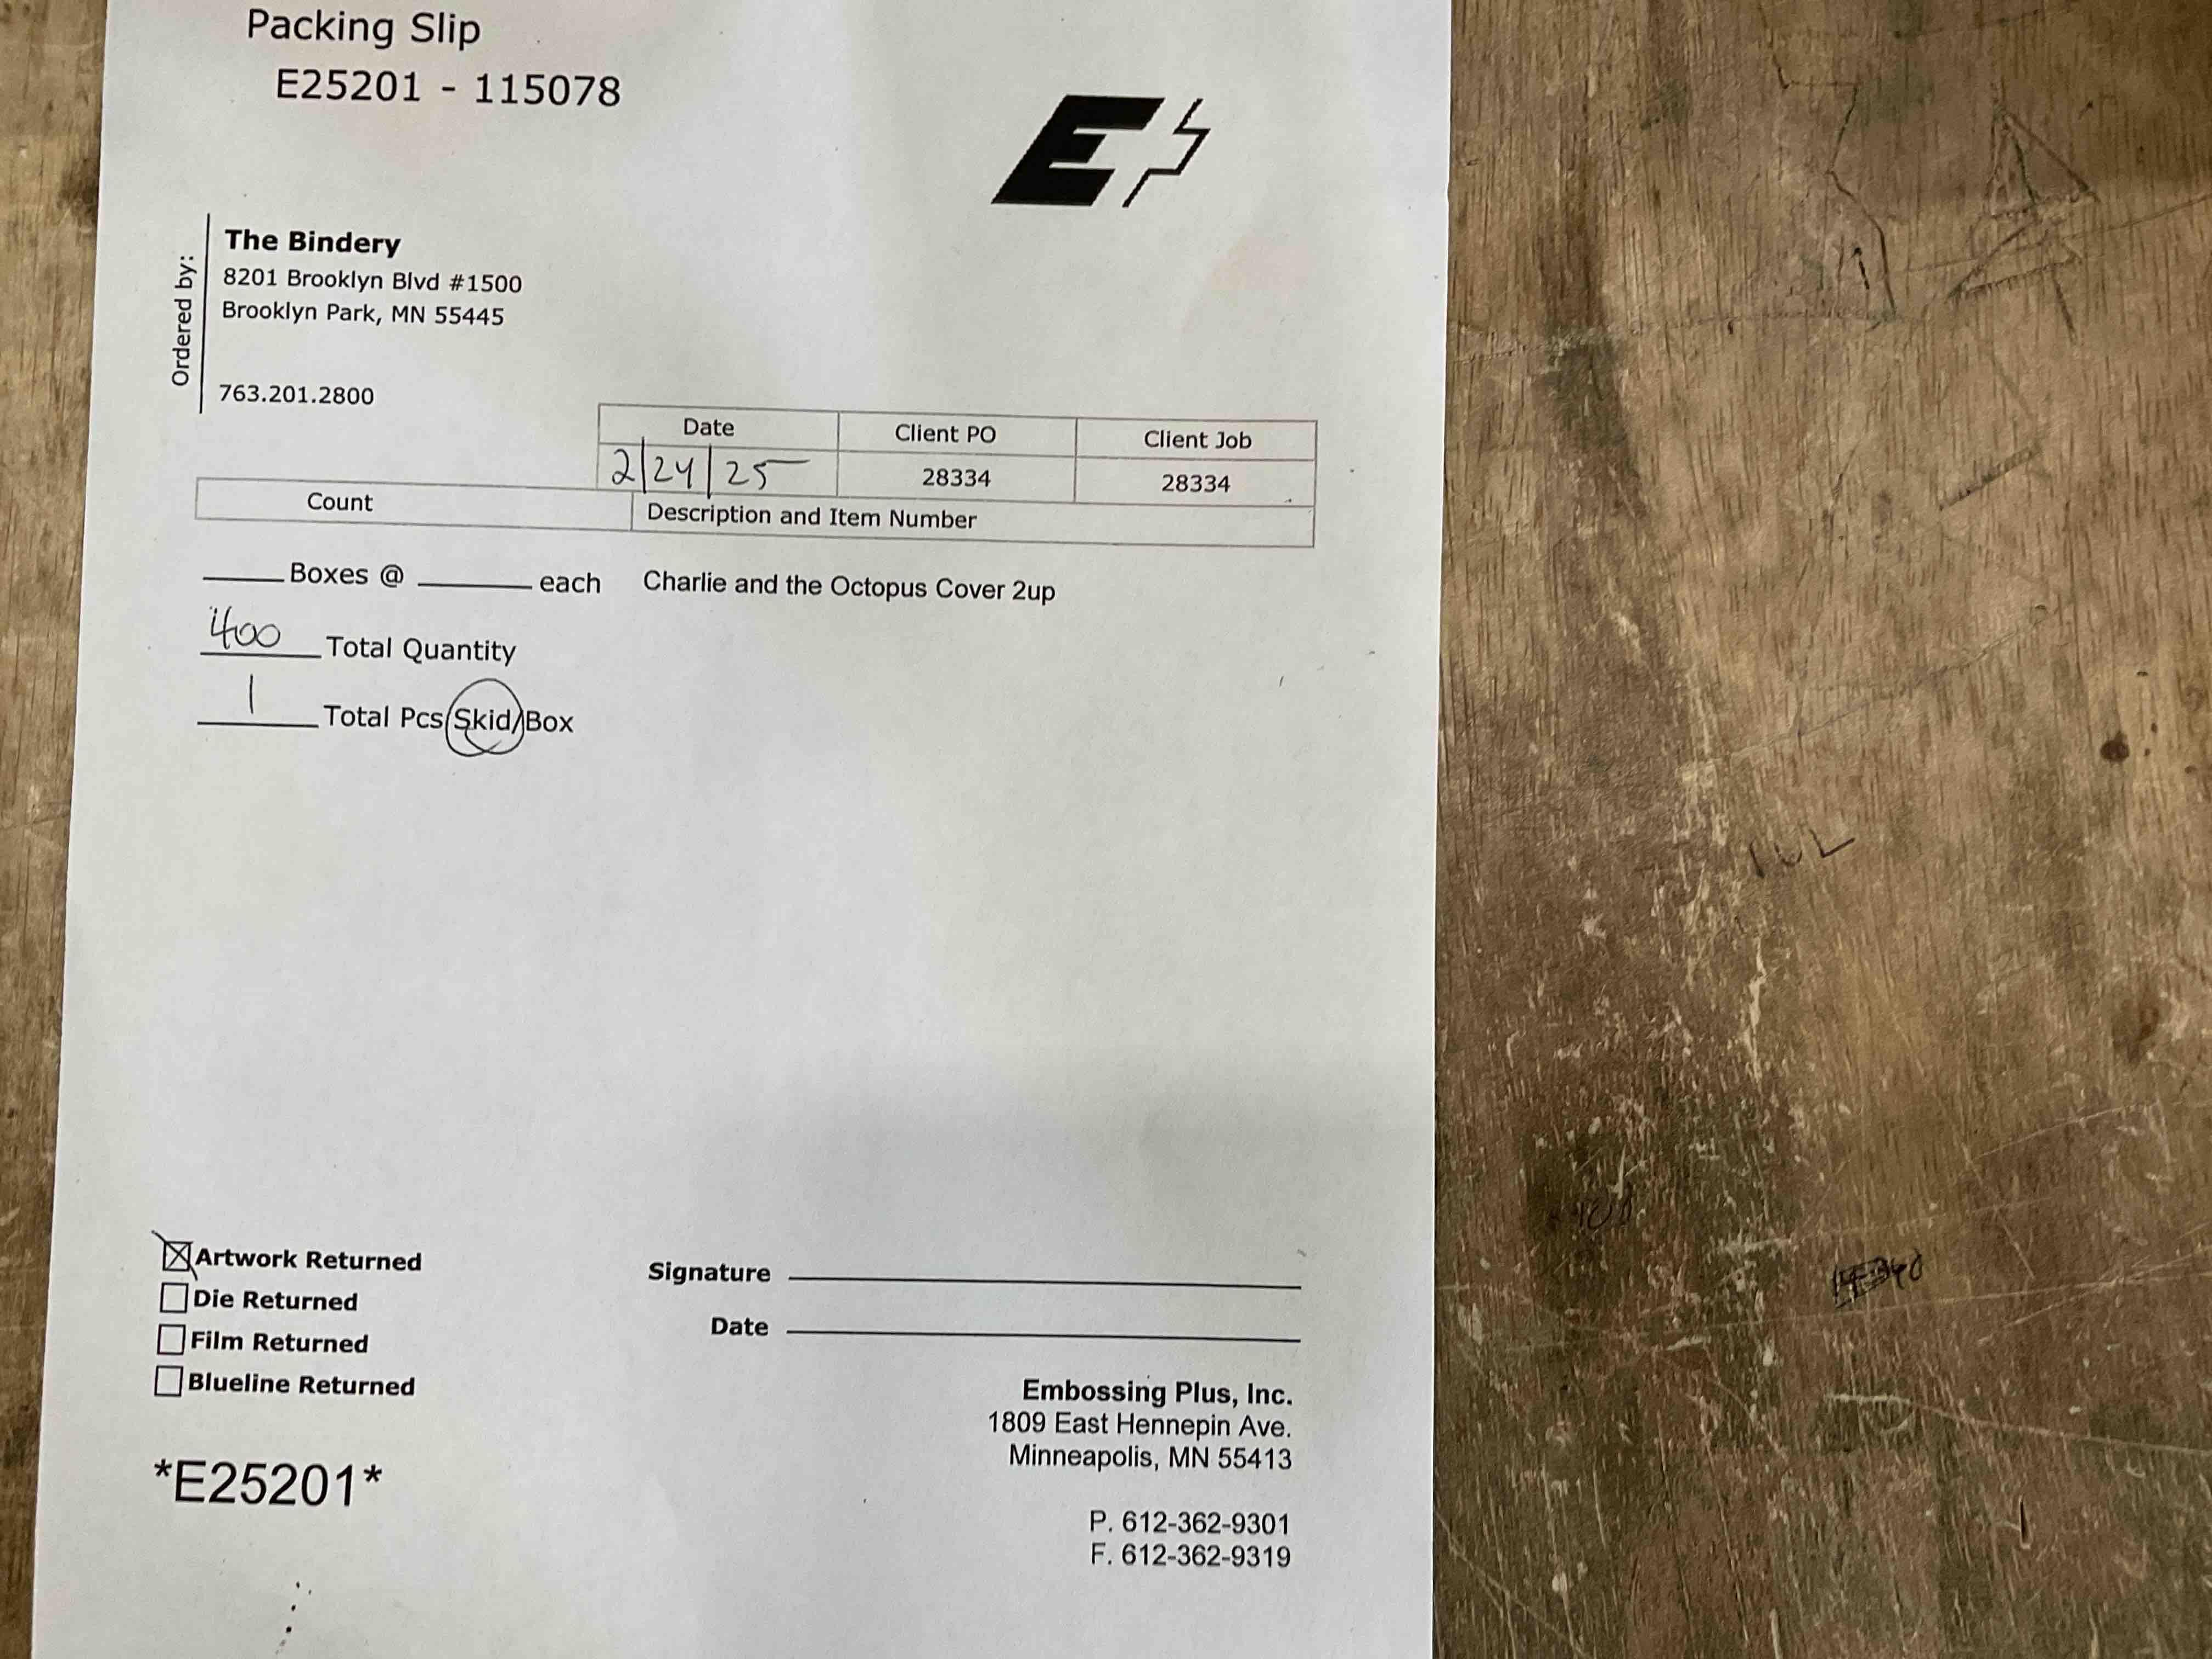 Packing Slip
E25201 - 115078
E
Ordered by:
The Bindery
8201 Brooklyn Blvd #1500
Brooklyn Park, MN 55445
763.201.2800
Date Client PO Client Job
2/24/25 28334 28334
Count Description and Item Number
Boxes @ each Charlie and the Octopus Cover 2up
400 Total Quantity
1 Total Pcs/Skid/Box
Artwork Returned
Die Returned
Film Returned
Blueline Returned
Signature
Date
Embossing Plus, Inc.
1809 East Hennepin Ave.
Minneapolis, MN 55413
*E25201*
P. 612-362-9301
F. 612-362-9319